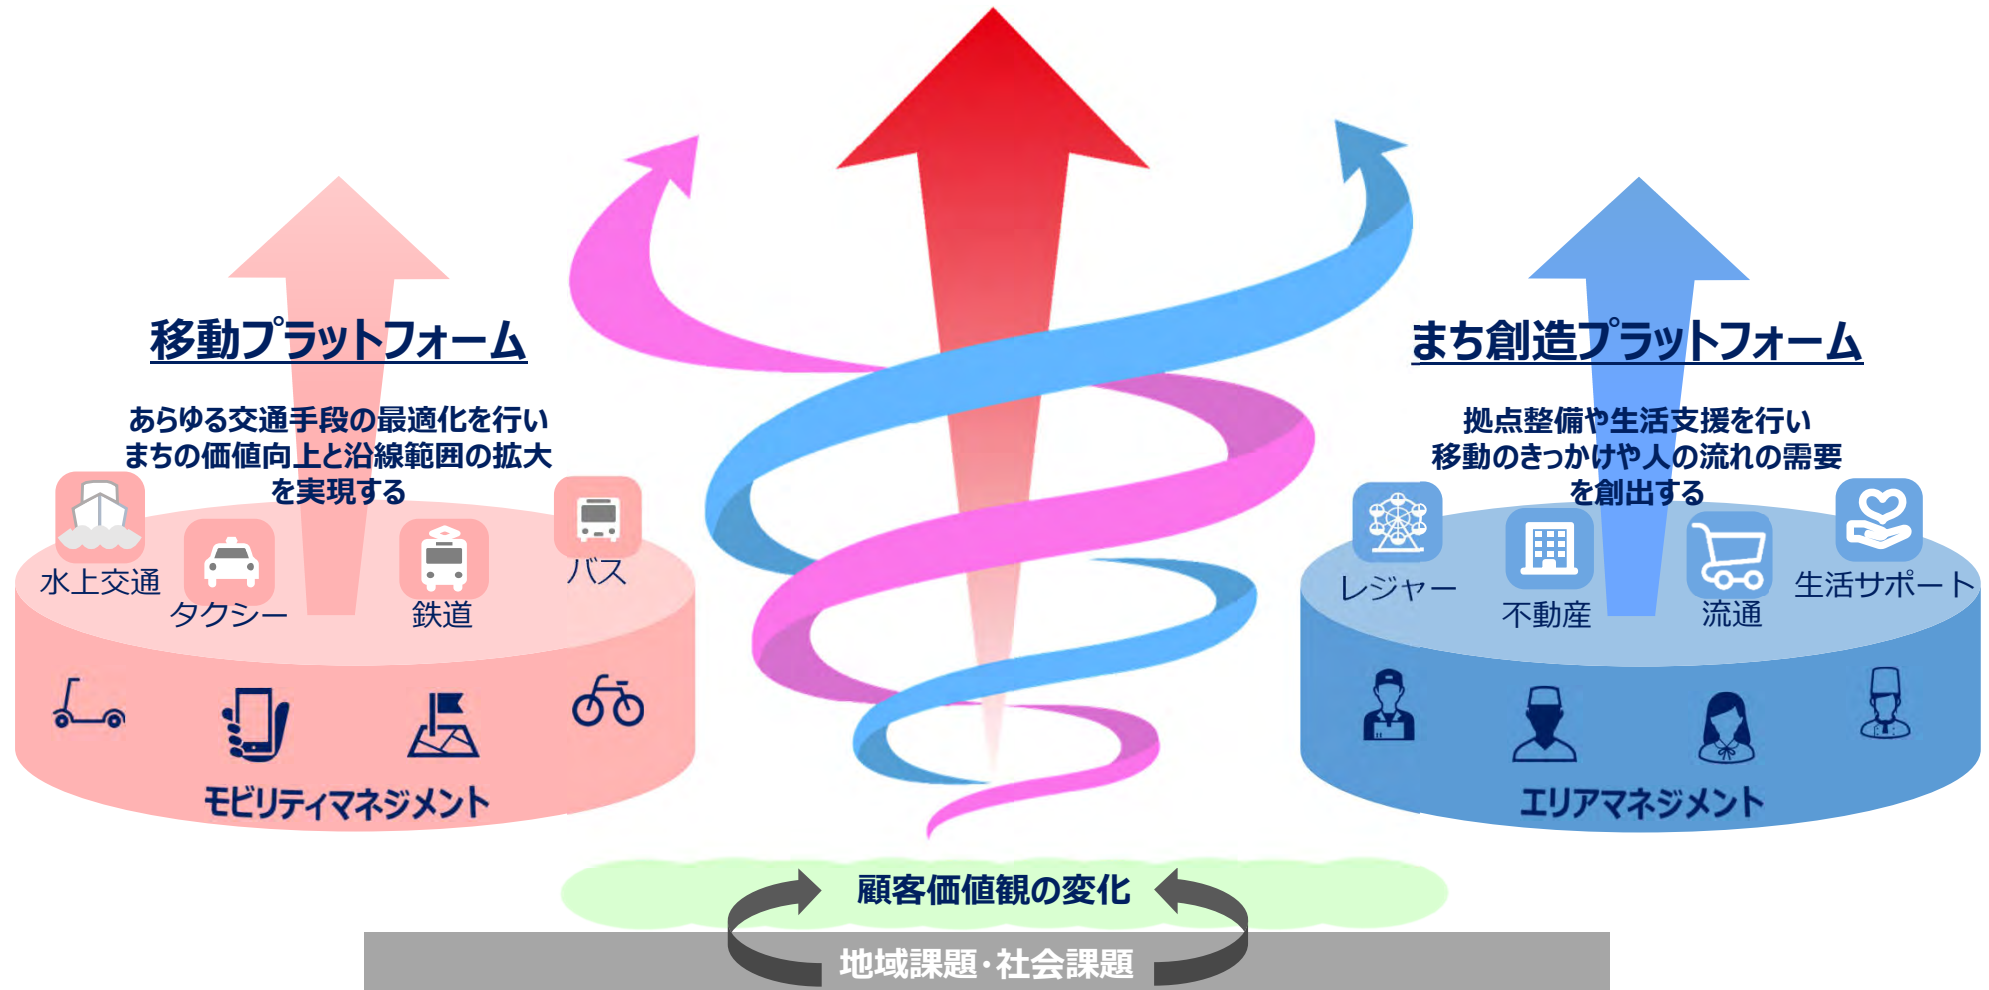 移動プラットフォーム
あらゆる交通手段の最適化を行い
まちの価値向上と沿線範囲の拡大
を実現する
水上交通
タクシー
鉄道
バス
モビリティマネジメント
まち創造プラットフォーム
拠点整備や生活支援を行い
移動のきっかけや人の流れの需要
を創出する
レジャー
不動産
流通
生活サポート
エリアマネジメント
顧客価値観の変化
地域課題・社会課題